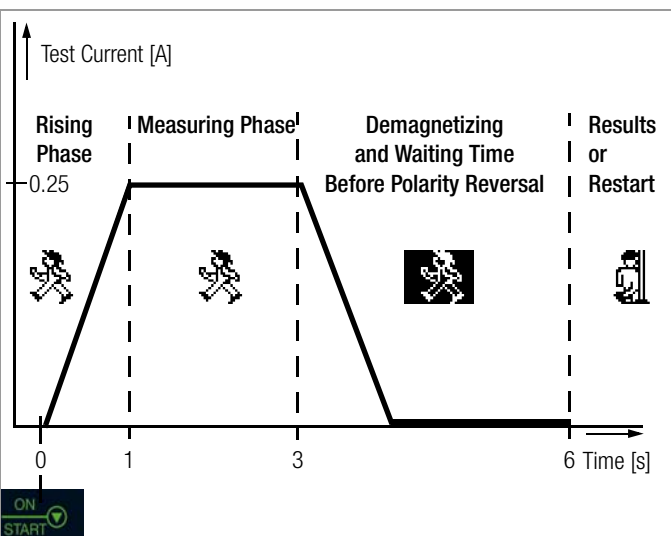 Test Current [A]
Rising
Phase
Measuring Phase
Demagnetizing
and Waiting Time
Before Polarity Reversal
Results
or
Restart
0.25
0
1
3
6
Time [s]
ON
START